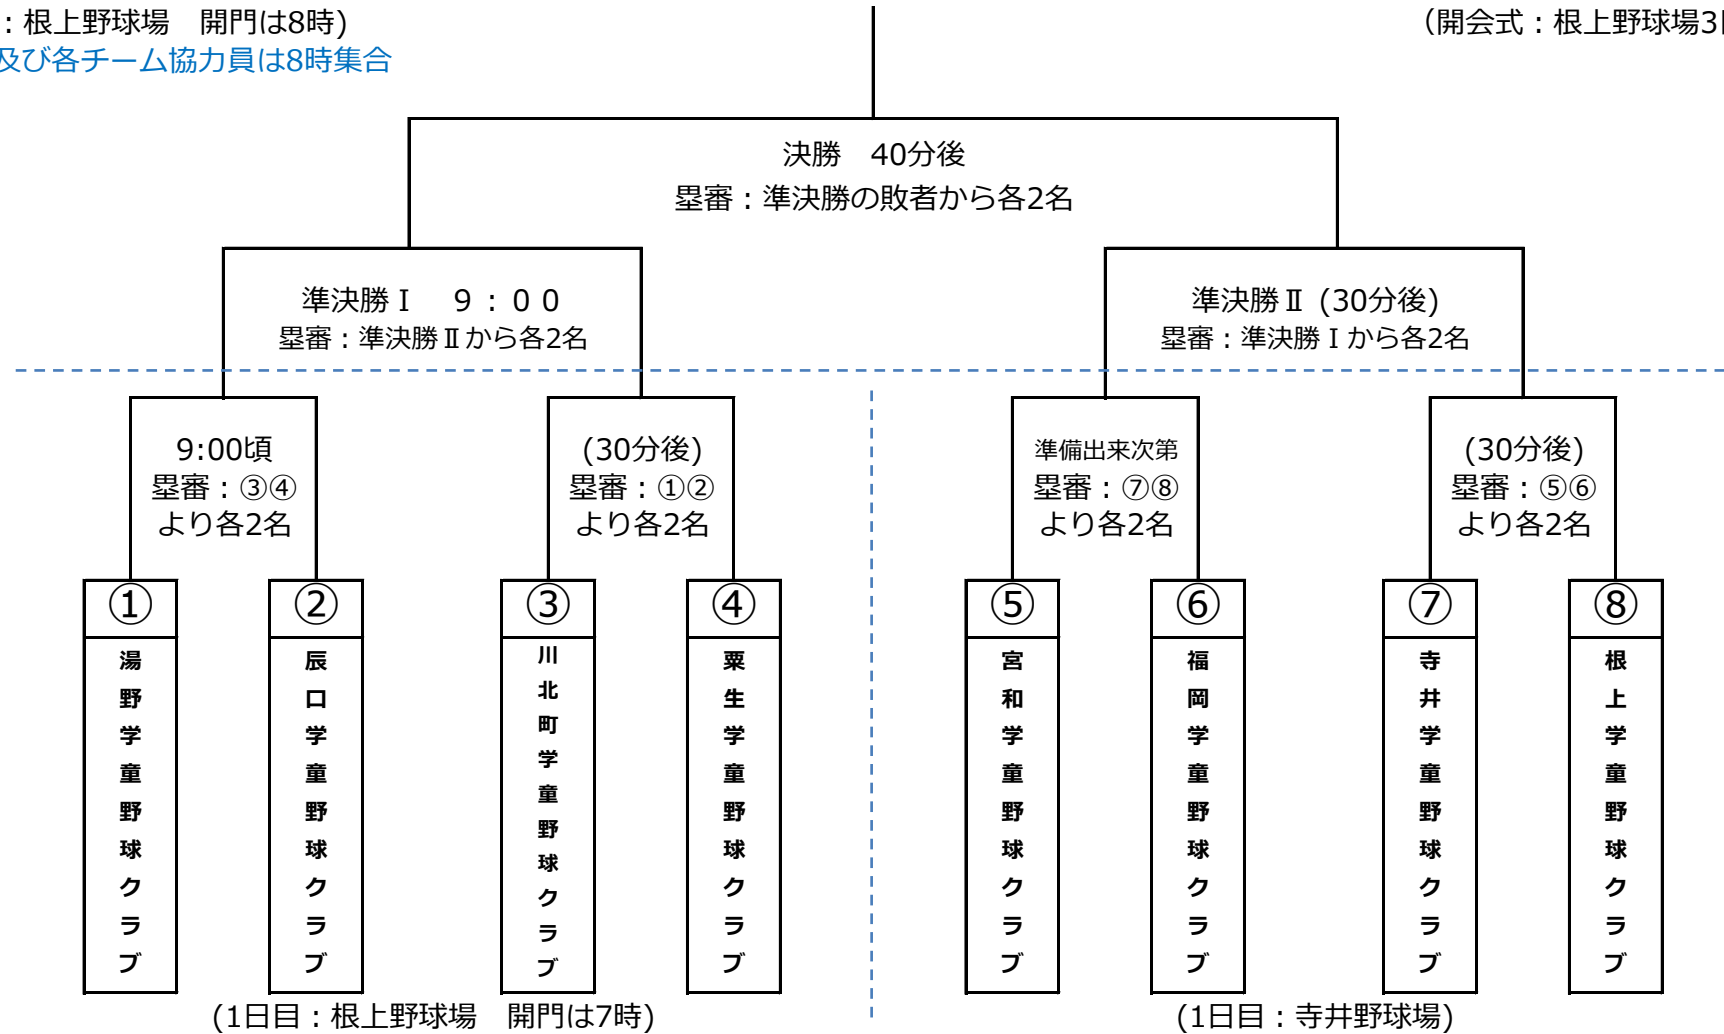 ：根上野球場　開門は8時)
(開会式：根上野球場3
及び各チーム協力員は8時集合
決勝　40分後
塁審：準決勝の敗者から各2名
準決勝Ⅰ　９：００
塁審：準決勝Ⅱから各2名
準決勝Ⅱ (30分後)
塁審：準決勝Ⅰから各2名
9:00頃
塁審：③④
より各2名
(30分後)
塁審：①②
より各2名
準備出来次第
塁審：⑦⑧
より各2名
(30分後)
塁審：⑤⑥
より各2名
①
湯野学童野球クラブ
②
辰口学童野球クラブ
③
川北町学童野球クラブ
④
粟生学童野球クラブ
⑤
宮和学童野球クラブ
⑥
福岡学童野球クラブ
⑦
寺井学童野球クラブ
⑧
根上学童野球クラブ
(1日目：根上野球場　開門は7時)
(1日目：寺井野球場)